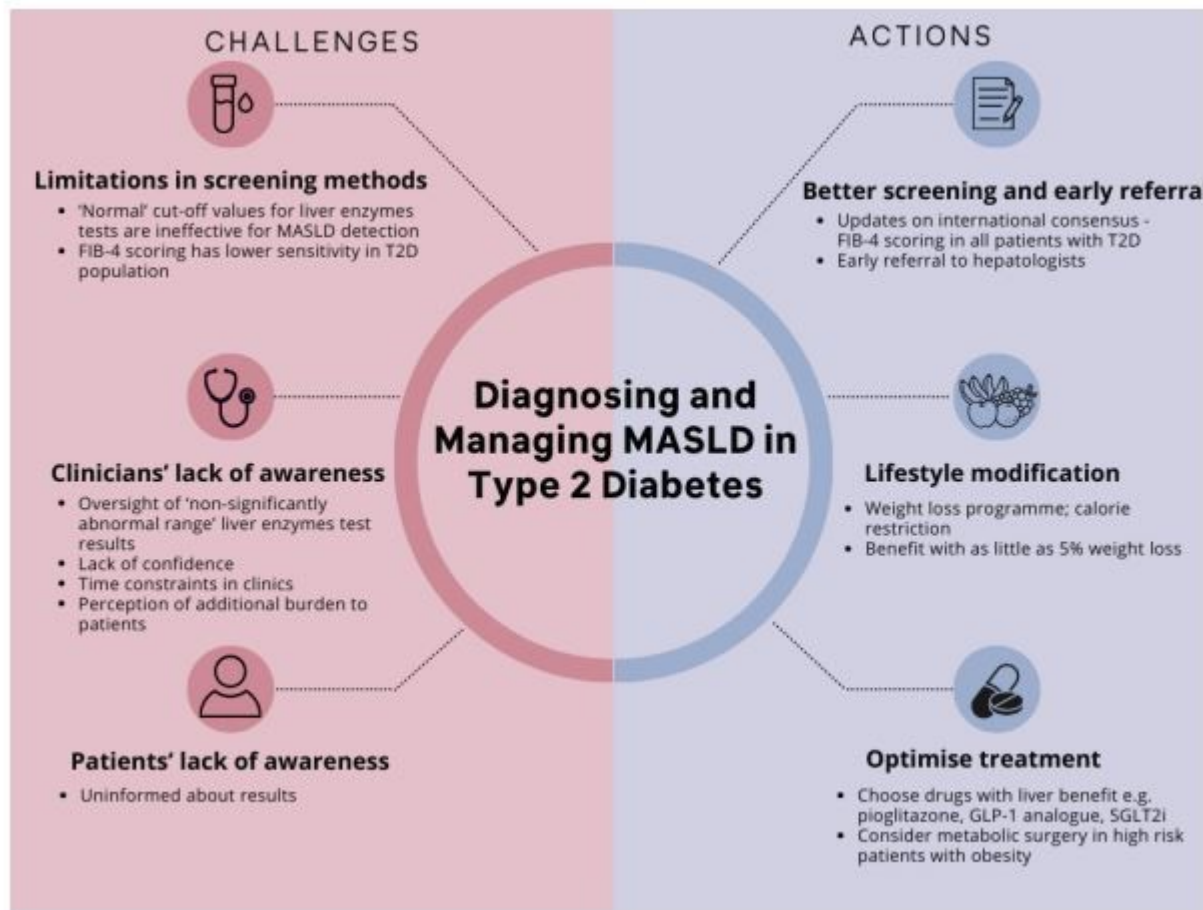 CHALLENGES
Limitations in screening methods
• 'Normal' cut-off values for liver enzymes
tests are ineffective for MASLD detection
• FIB-4 scoring has lower sensitivity in T2D
population
Clinicians' lack of awareness
• Oversight of 'non-significantly
abnormal range' liver enzymes test
results
• Lack of confidence
• Time constraints in clinics
• Perception of additional burden to
patients
Patients' lack of awareness
• Uninformed about results
Diagnosing and
Managing MASLD in
Type 2 Diabetes
ACTIONS
Better screening and early referra
• Updates on international consensus -
FIB-4 scoring in all patients with T2D
• Early referral to hepatologists
Lifestyle modification
• Weight loss programme; calorie
restriction
• Benefit with as little as 5% weight loss
Optimise treatment
• Choose drugs with liver benefit e.g.
pioglitazone, GLP-1 analogue, SGLT2i
• Consider metabolic surgery in high risk
patients with obesity